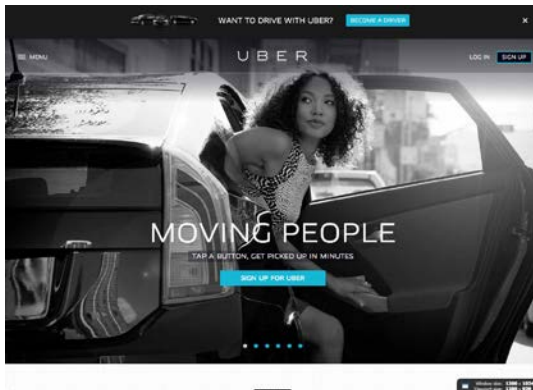 WANT TO DRIVE WITH UBER?
BECOME A DRIVER
×
MENU
UBER
LOG IN
SIGN UP
MOVING PEOPLE
TAP A BUTTON, GET PICKED UP IN MINUTES
SIGN UP FOR UBER